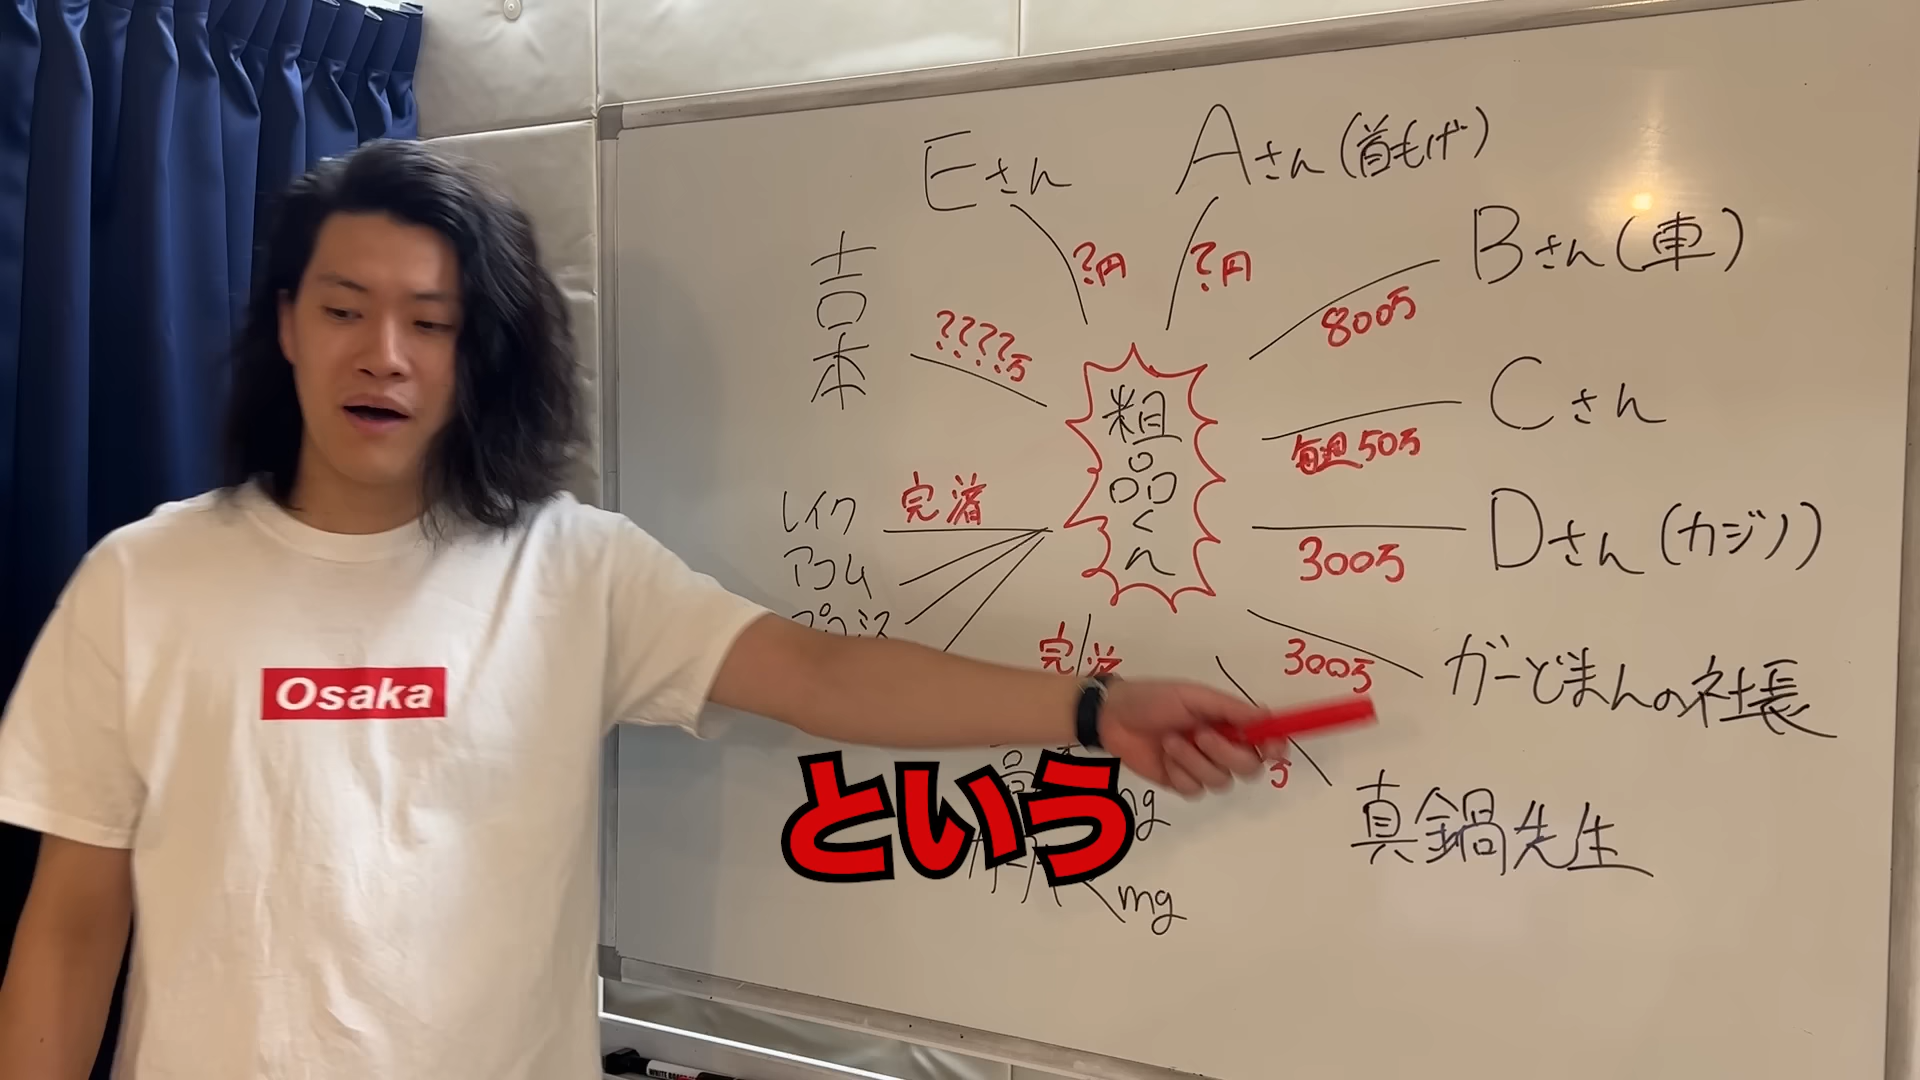 Eさん
Aさん(首もげ)
?円
?円
Bさん(車)
800万
吉本
????万
Cさん
毎週50万
粗品くん
レイク
完済
アコム
プロミス
Dさん(カジノ)
300万
完済
ガーどまんの社長
300万
万
真鍋先生
mg
mg
Osaka
という